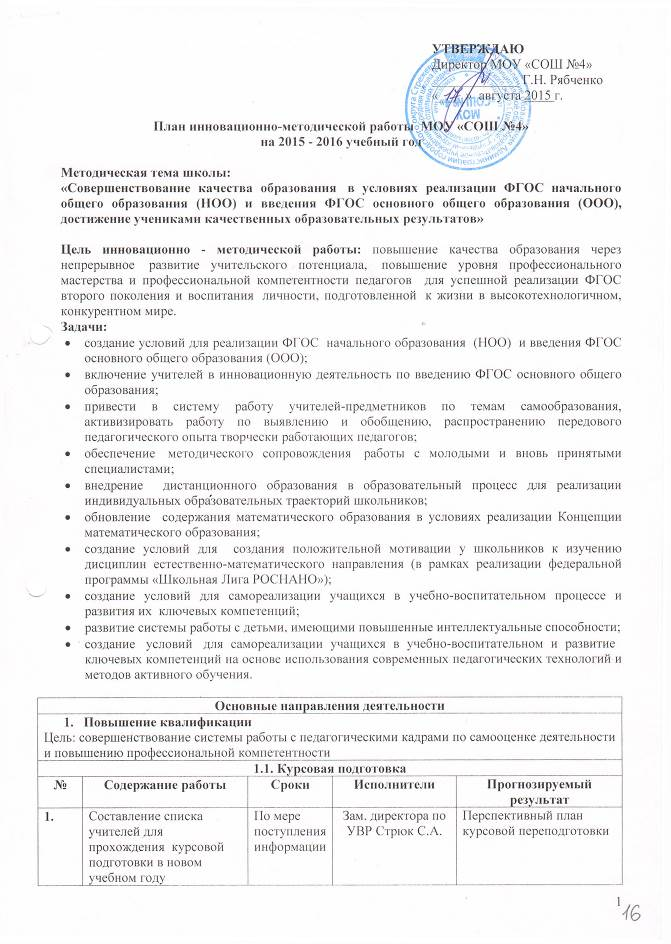 УТВЕРЖДАЮ
Директор МОУ «СОШ №4»
Г.Н. Рябченко
« 17 » августа 2015 г.
План инновационно-методической работы МОУ «СОШ №4»
на 2015 - 2016 учебный год
Методическая тема школы:
«Совершенствование качества образования в условиях реализации ФГОС начального
общего образования (НОО) и введения ФГОС основного общего образования (ООО),
достижение учениками качественных образовательных результатов»
Цель инновационно - методической работы: повышение качества образования через
непрерывное развитие учительского потенциала, повышение уровня профессионального
мастерства и профессиональной компетентности педагогов для успешной реализации ФГОС
второго поколения и воспитания личности, подготовленной к жизни в высокотехнологичном,
конкурентном мире.
Задачи:
• создание условий для реализации ФГОС начального образования (НОО) и введения ФГОС
основного общего образования (ООО);
• включение учителей в инновационную деятельность по введению ФГОС основного общего
образования;
• привести в систему работу учителей-предметников по темам самообразования,
активизировать работу по выявлению и обобщению, распространению передового
педагогического опыта творчески работающих педагогов;
• обеспечение методического сопровождения работы с молодыми и вновь принятыми
специалистами;
• внедрение дистанционного образования в образовательный процесс для реализации
индивидуальных образовательных траекторий школьников;
• обновление содержания математического образования в условиях реализации Концепции
математического образования;
• создание условий для создания положительной мотивации у школьников к изучению
дисциплин естественно-математического направления (в рамках реализации федеральной
программы «Школьная Лига РОСНАНО»);
• создание условий для самореализации учащихся в учебно-воспитательном процессе и
развития их ключевых компетенций;
• развитие системы работы с детьми, имеющими повышенные интеллектуальные способности;
• создание условий для самореализации учащихся в учебно-воспитательном и развитие
ключевых компетенций на основе использования современных педагогических технологий и
методов активного обучения.
Основные направления деятельности
1. Повышение квалификации
Цель: совершенствование системы работы с педагогическими кадрами по самооценке деятельности
и повышению профессиональной компетентности
1.1. Курсовая подготовка
№ Содержание работы Сроки Исполнители Прогнозируемый
результат
1. Составление списка По мере Зам. директора по Перспективный план
учителей для поступления УВР Стрюк С.А. курсовой переподготовки
прохождения курсовой информации
подготовки в новом
учебном году
1
16